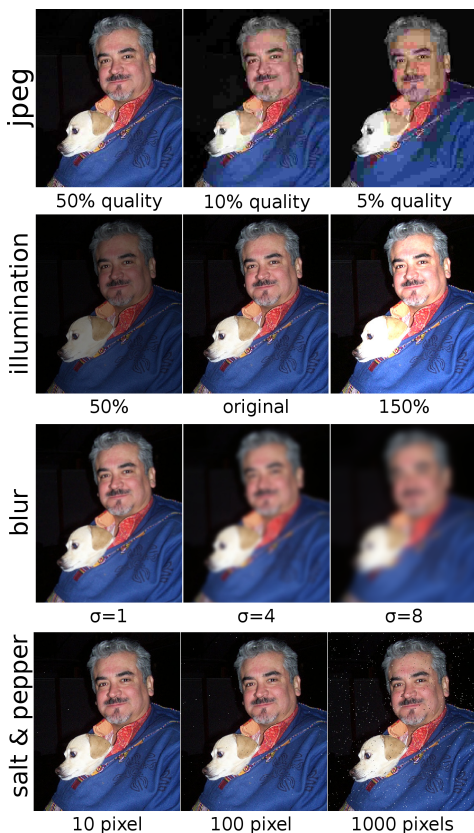 jpeg
50% quality 10% quality 5% quality
illumination
50% original 150%
blur
σ=1 σ=4 σ=8
salt & pepper
10 pixel 100 pixel 1000 pixels